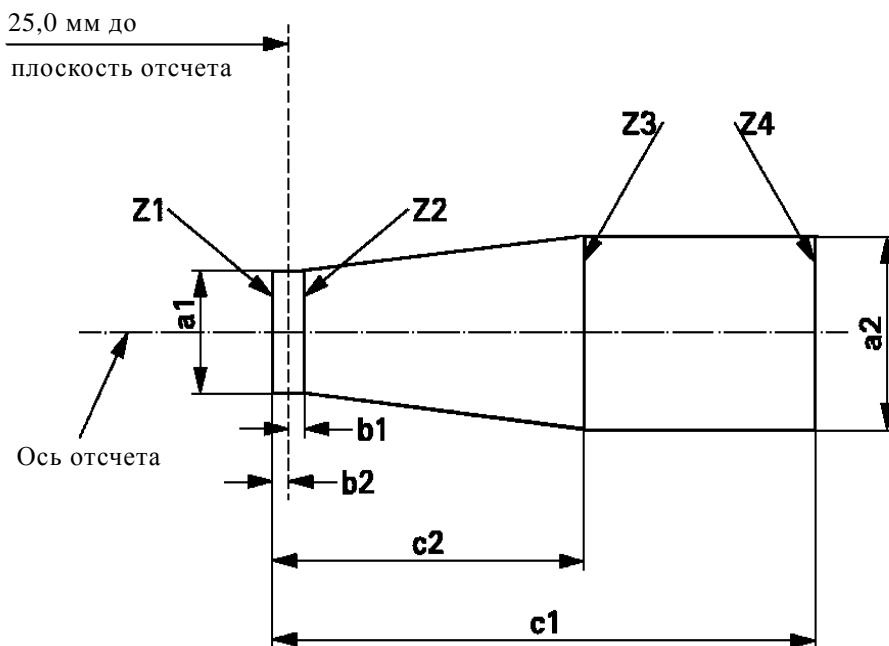 25,0 мм до
плоскость отсчета
Z3
Z4
Z1
Z2
a1
a2
b1
Ось отсчета
b2
c2
c1